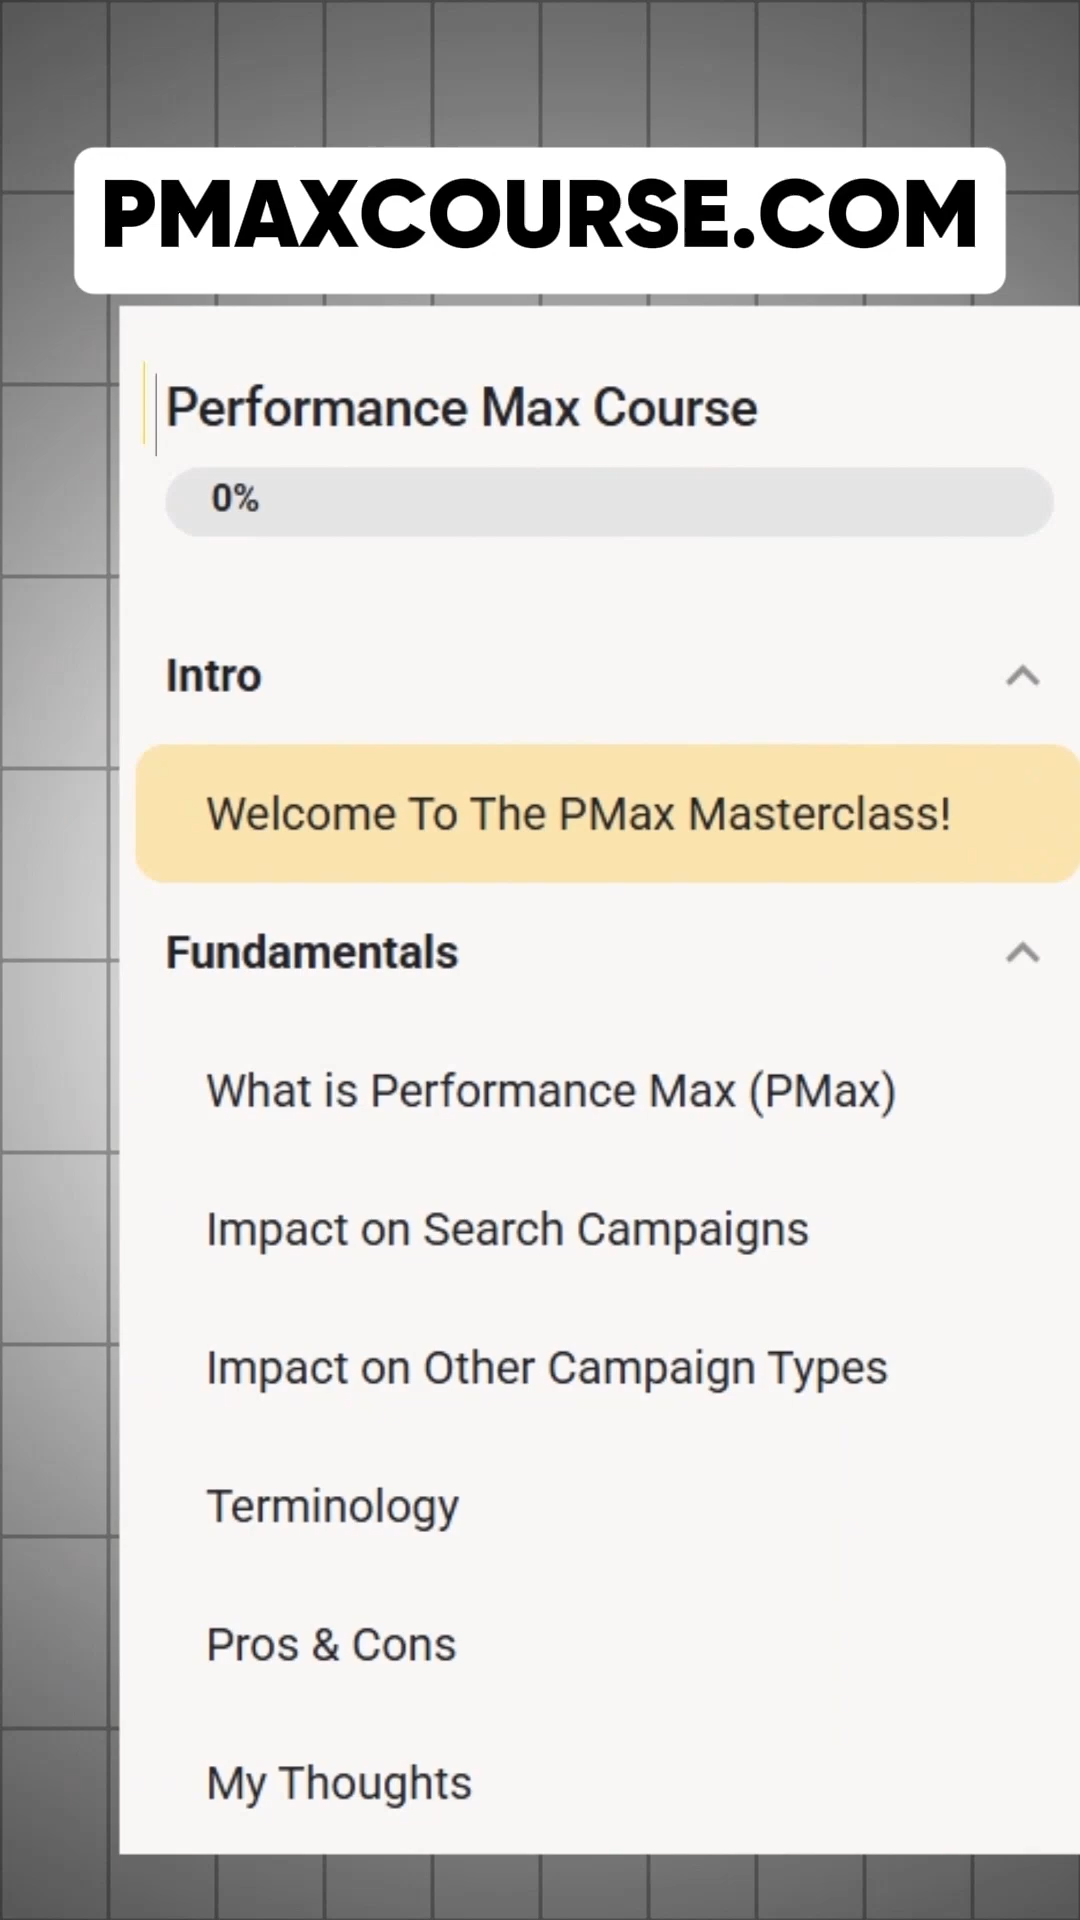 PMAXCOURSE.COM
Performance Max Course
0%
Intro
Welcome To The PMax Masterclass!
Fundamentals
What is Performance Max (PMax)
Impact on Search Campaigns
Impact on Other Campaign Types
Terminology
Pros & Cons
My Thoughts